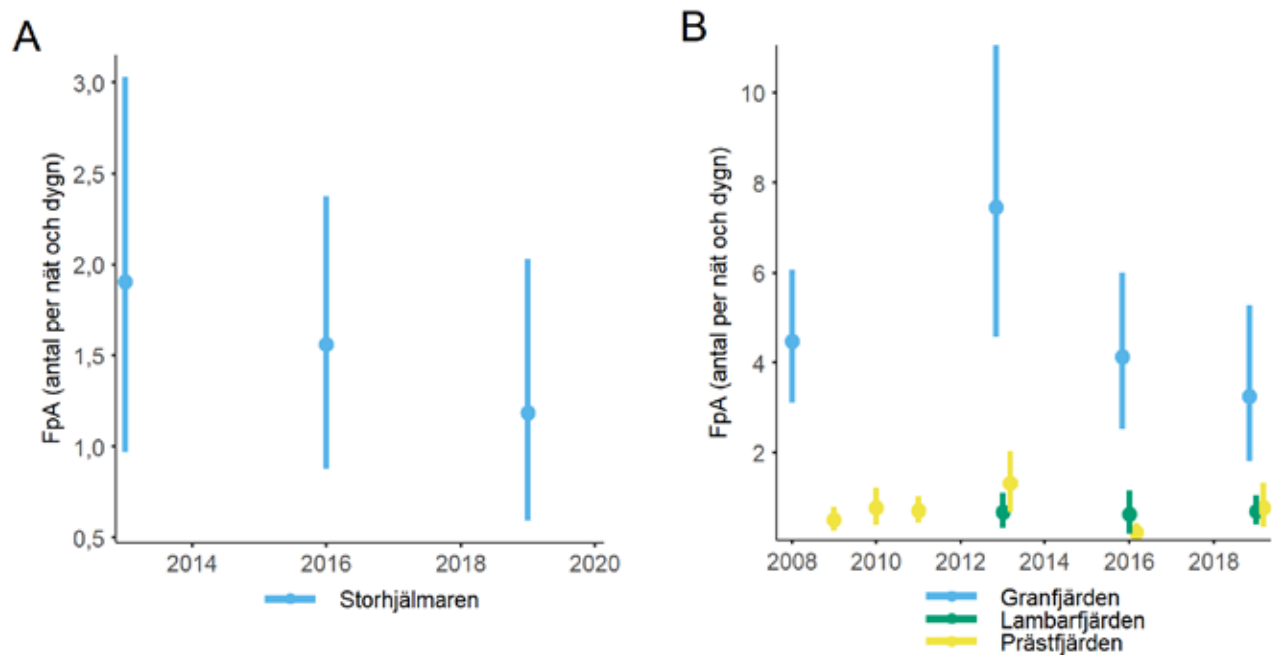 A
FpA (antal per nät och dygn)
3,0
2,5
2,0
1,5
1,0
0,5
2014 2016 2018 2020
Storhjälmaren
B
FpA (antal per nät och dygn)
10
8
6
4
2
2008 2010 2012 2014 2016 2018
Granfjärden
Lambarfjärden
Prästfjärden